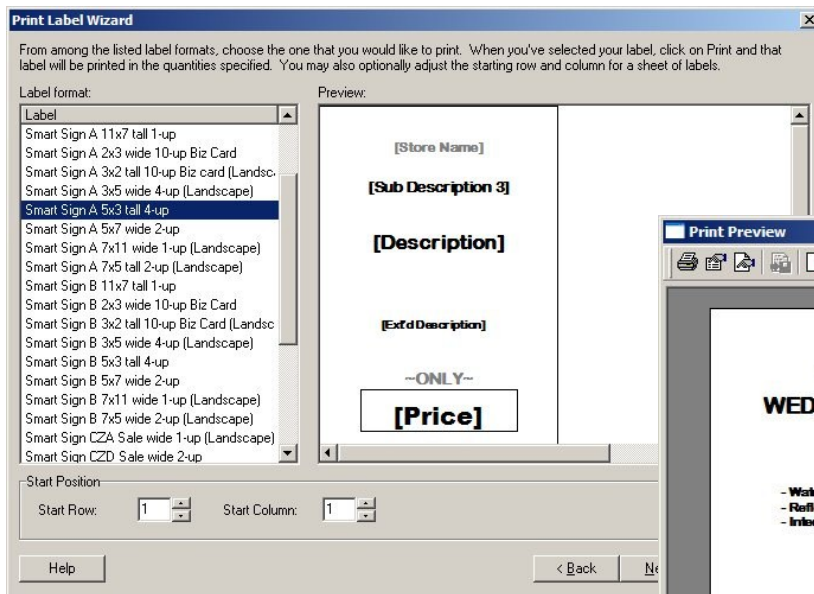 Print Label Wizard
From among the listed label formats, choose the one that you would like to print. When you've selected your label, click on Print and that
label will be printed in the quantities specified. You may also optionally adjust the starting row and column for a sheet of labels.
Label format:
Label
Smart Sign A 11x7 tall 1-up
Smart Sign A 2x3 wide 10-up Biz Card
Smart Sign A 3x2 tall 10-up Biz card (Landsc
Smart Sign A 3x5 wide 4-up (Landscape)
Smart Sign A 5x3 tall 4-up
Smart Sign A 5x7 wide 2-up
Smart Sign A 7x11 wide 1-up (Landscape)
Smart Sign A 7x5 tall 2-up (Landscape)
Smart Sign B 11x7 tall 1-up
Smart Sign B 2x3 wide 10-up Biz Card
Smart Sign B 3x2 tall 10-up Biz Card (Landsc
Smart Sign B 3x5 wide 4-up (Landscape)
Smart Sign B 5x3 tall 4-up
Smart Sign B 5x7 wide 2-up
Smart Sign B 7x11 wide 1-up (Landscape)
Smart Sign B 7x5 wide 2-up (Landscape)
Smart Sign CZA Sale wide 1-up (Landscape)
Smart Sign CZD Sale wide 2-up
Preview:
[Store Name]
[Sub Description 3]
[Description]
[Ext'd Description]
~ONLY~
[Price]
Print Preview
WED
- Wat
- Refl
- Inte
Start Position
Start Row: 1
Start Column: 1
Help
< Back
Ne